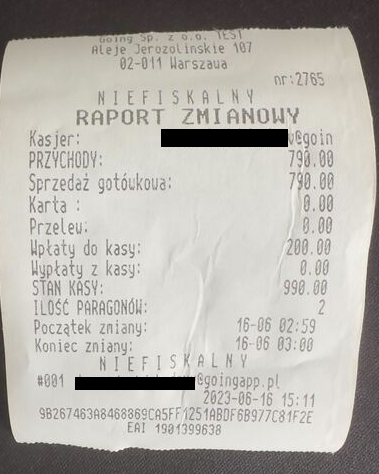 Going Sp. z o.o. TEST
Aleje Jerozolinskie 107
02-011 Warszawa
nr:2765
NIEFISKALNY
RAPORT ZMIANOWY
Kasjer: @goin
PRZYCHODY: 790.00
Sprzedaż gotówkowa: 790.00
Karta : 0.00
Przelew: 0.00
Wpłaty do kasy: 200.00
Wypłaty z kasy: 0.00
STAN KASY: 990.00
ILOŚĆ PARAGONÓW: 2
Początek zmiany: 16-06 02:59
Koniec zmiany: 16-06 03:00
NIEFISKALNY
#001 @goingapp.pl
2023-06-16 15:11
9B267463A8468869CA5FF1251ABDF6B977C81F2E
EAI 1901399638